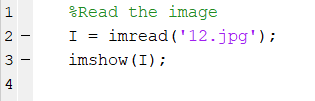 1 %Read the image
2 – I = imread('12.jpg');
3 – imshow(I);
4